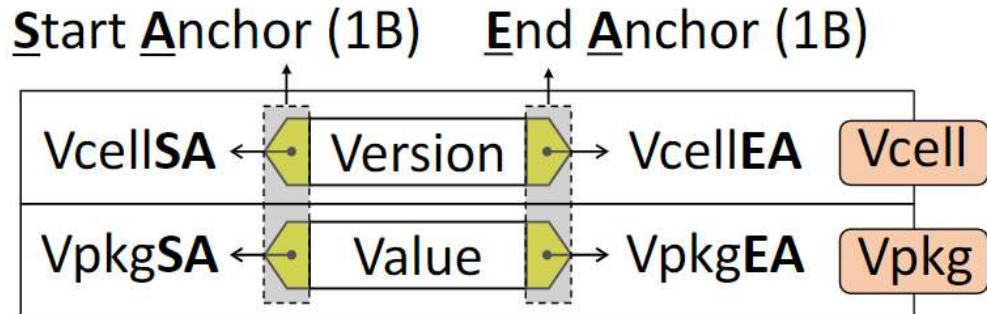 Start Anchor (1B) End Anchor (1B)
VcellSA Version VcellEA Vcell
VpkgSA Value VpkgEA Vpkg